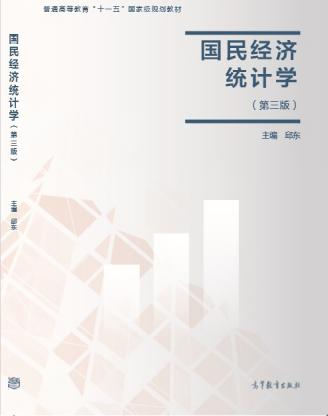 普通高等教育“十一五”国家级规划教材
国民经济
统计学
（第三版）
主编 邱东
高等教育出版社
国民经济统计学（第三版）
主编 邱东